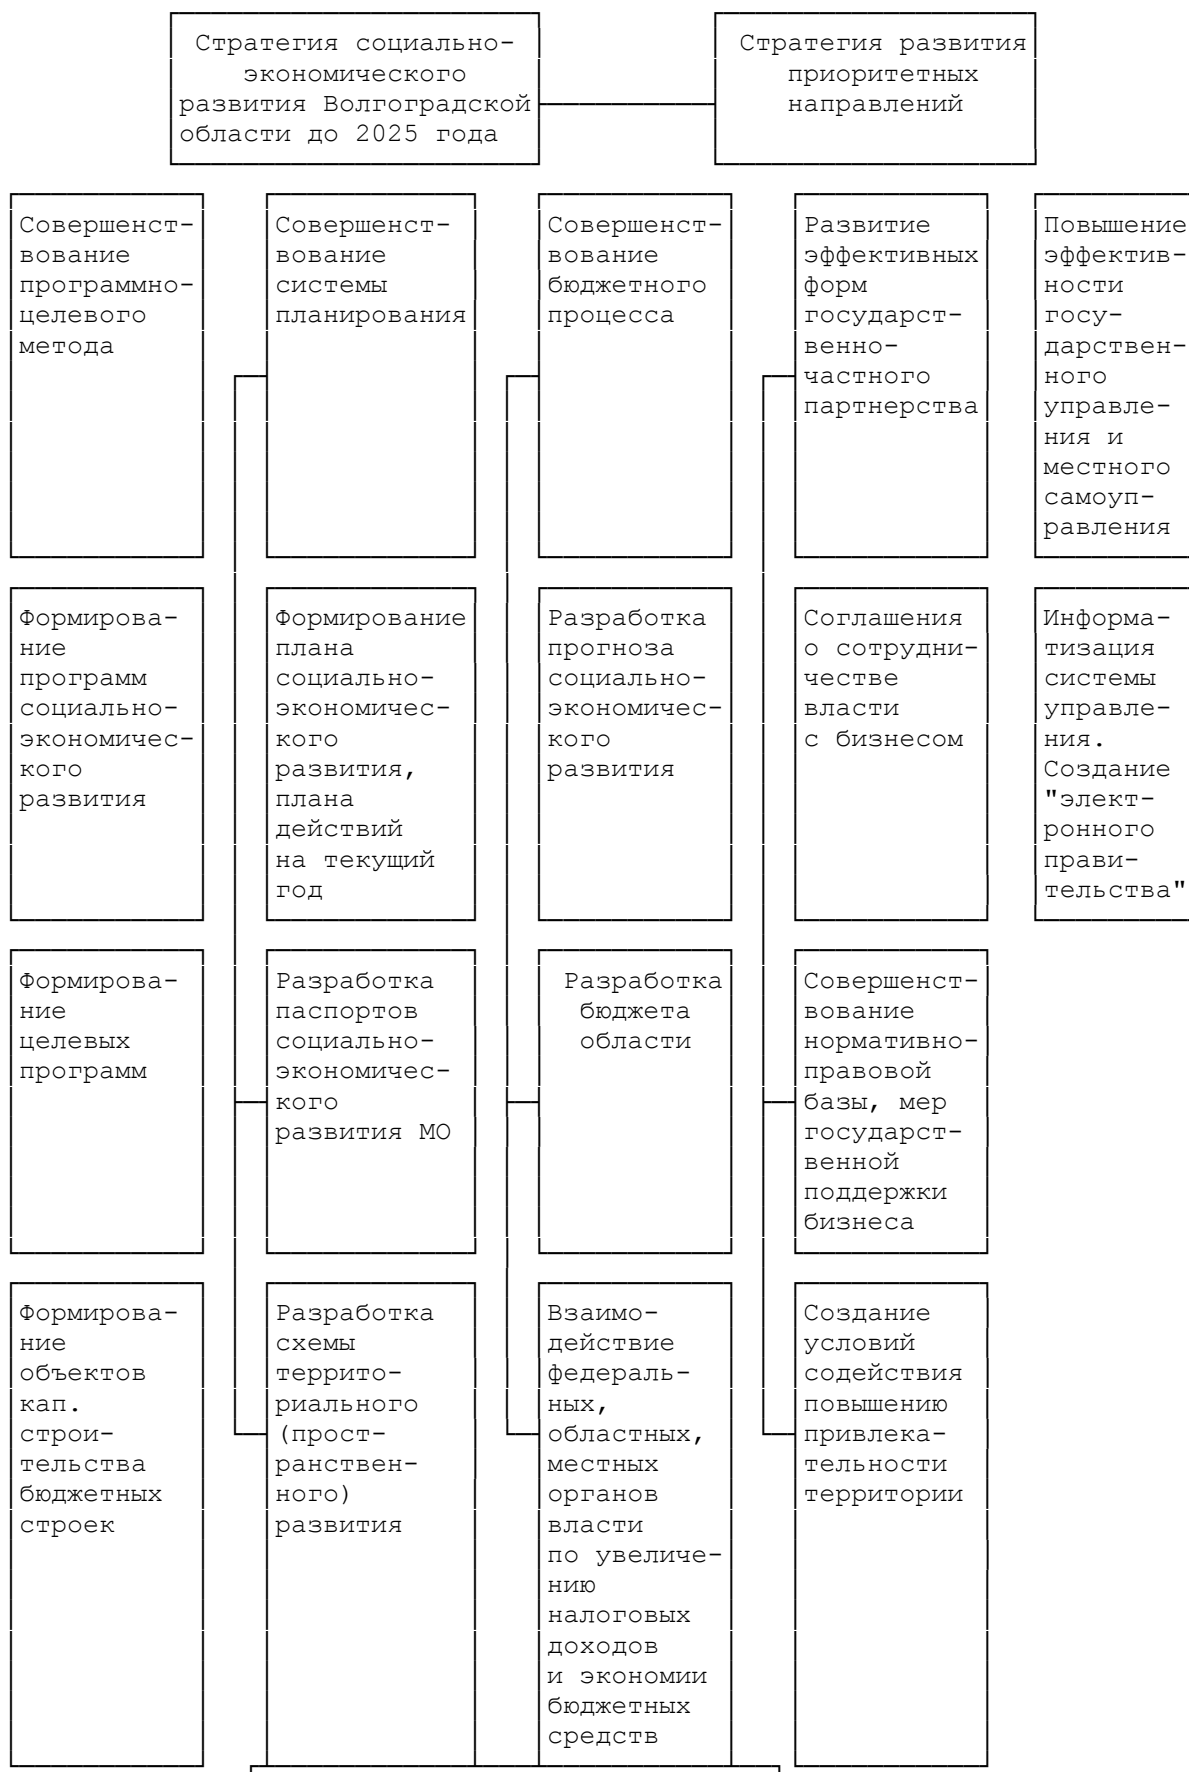 Стратегия социально-
экономического
развития Волгоградской
области до 2025 года
Стратегия развития
приоритетных
направлений
Совершенст-
вование
программно-
целевого
метода
Совершенст-
вование
системы
планирования
Совершенст-
вование
бюджетного
процесса
Развитие
эффективных
форм
государст-
венно-
частного
партнерства
Повышение
эффектив-
ности
госу-
дарствен-
ного
управле-
ния и
местного
самоуп-
равления
Формирова-
ние
программ
социально-
экономичес-
кого
развития
Формирование
плана
социально-
экономичес-
кого
развития,
плана
действий
на текущий
год
Разработка
прогноза
социально-
экономичес-
кого
развития
Соглашения
о сотрудни-
честве
власти
с бизнесом
Информа-
тизация
системы
управле-
ния.
Создание
"элект-
ронного
прави-
тельства"
Формирова-
ние
целевых
программ
Разработка
паспортов
социально-
экономичес-
кого
развития МО
Разработка
бюджета
области
Совершенст-
вование
нормативно-
правовой
базы, мер
государст-
венной
поддержки
бизнеса
Формирова-
ние
объектов
кап.
строи-
тельства
бюджетных
строек
Разработка
схемы
террито-
риального
(прост-
ранствен-
ного)
развития
Взаимо-
действие
федераль-
ных,
областных,
местных
органов
власти
по увеличе-
нию
налоговых
доходов
и экономии
бюджетных
средств
Создание
условий
содействия
повышению
привлека-
тельности
территории